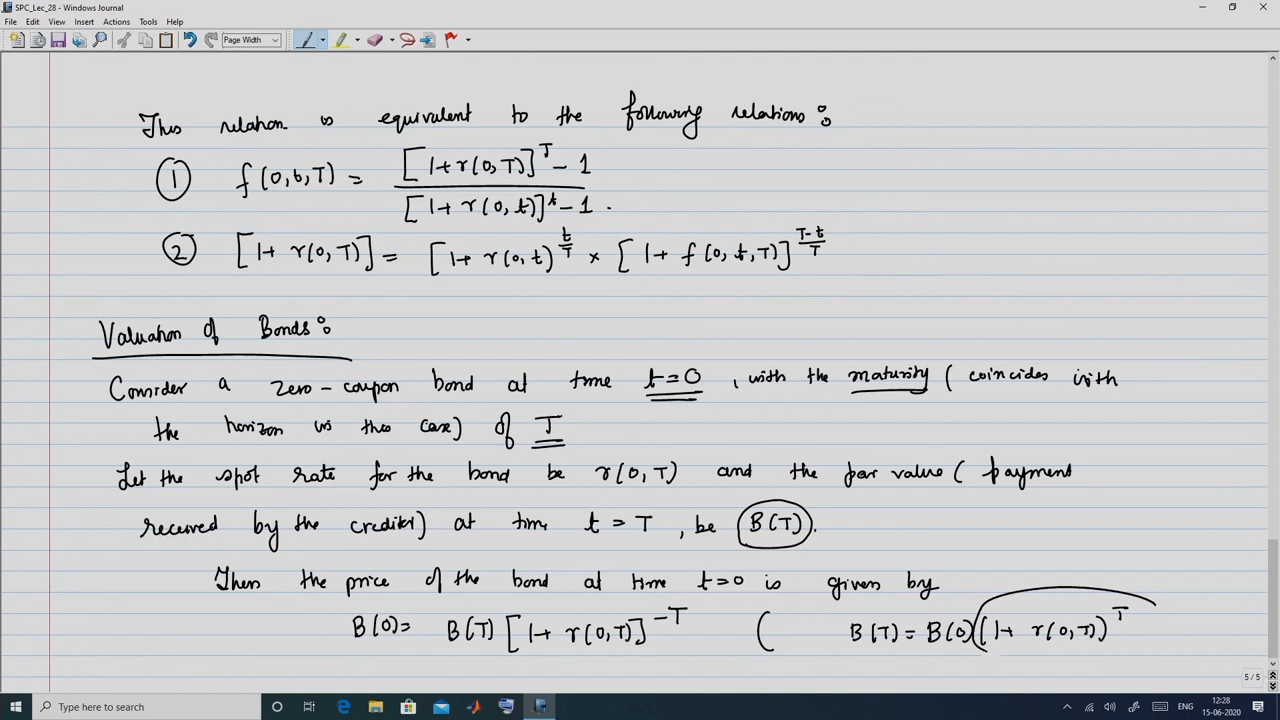 SPC_Lec_28 - Windows Journal
File Edit View Insert Actions Tools Help
Page Width
This relation is equivalent to the following relations:
① f(0,t,T) = [1+r(0,T)]^T - 1 / [1+r(0,t)]^t - 1 .
② [1+ r(0,T)] = [1+ r(0,t)^{t/T} × [1+ f(0,t,T)]^{T-t/T}
Valuation of Bonds:
Consider a zero-coupon bond at time t=0, with the maturity (coincides with
the horizon in this case) of T
Let the spot rate for the bond be r(0,T) and the par value (payment
received by the creditor) at time t = T, be B(T).
Then the price of the bond at time t=0 is given by
B(0)= B(T) [1+ r(0,T)]^{-T} ( B(T) = B(0)(1+ r(0,T))^T
5/5
Type here to search
ENG
12:28
15-06-2020